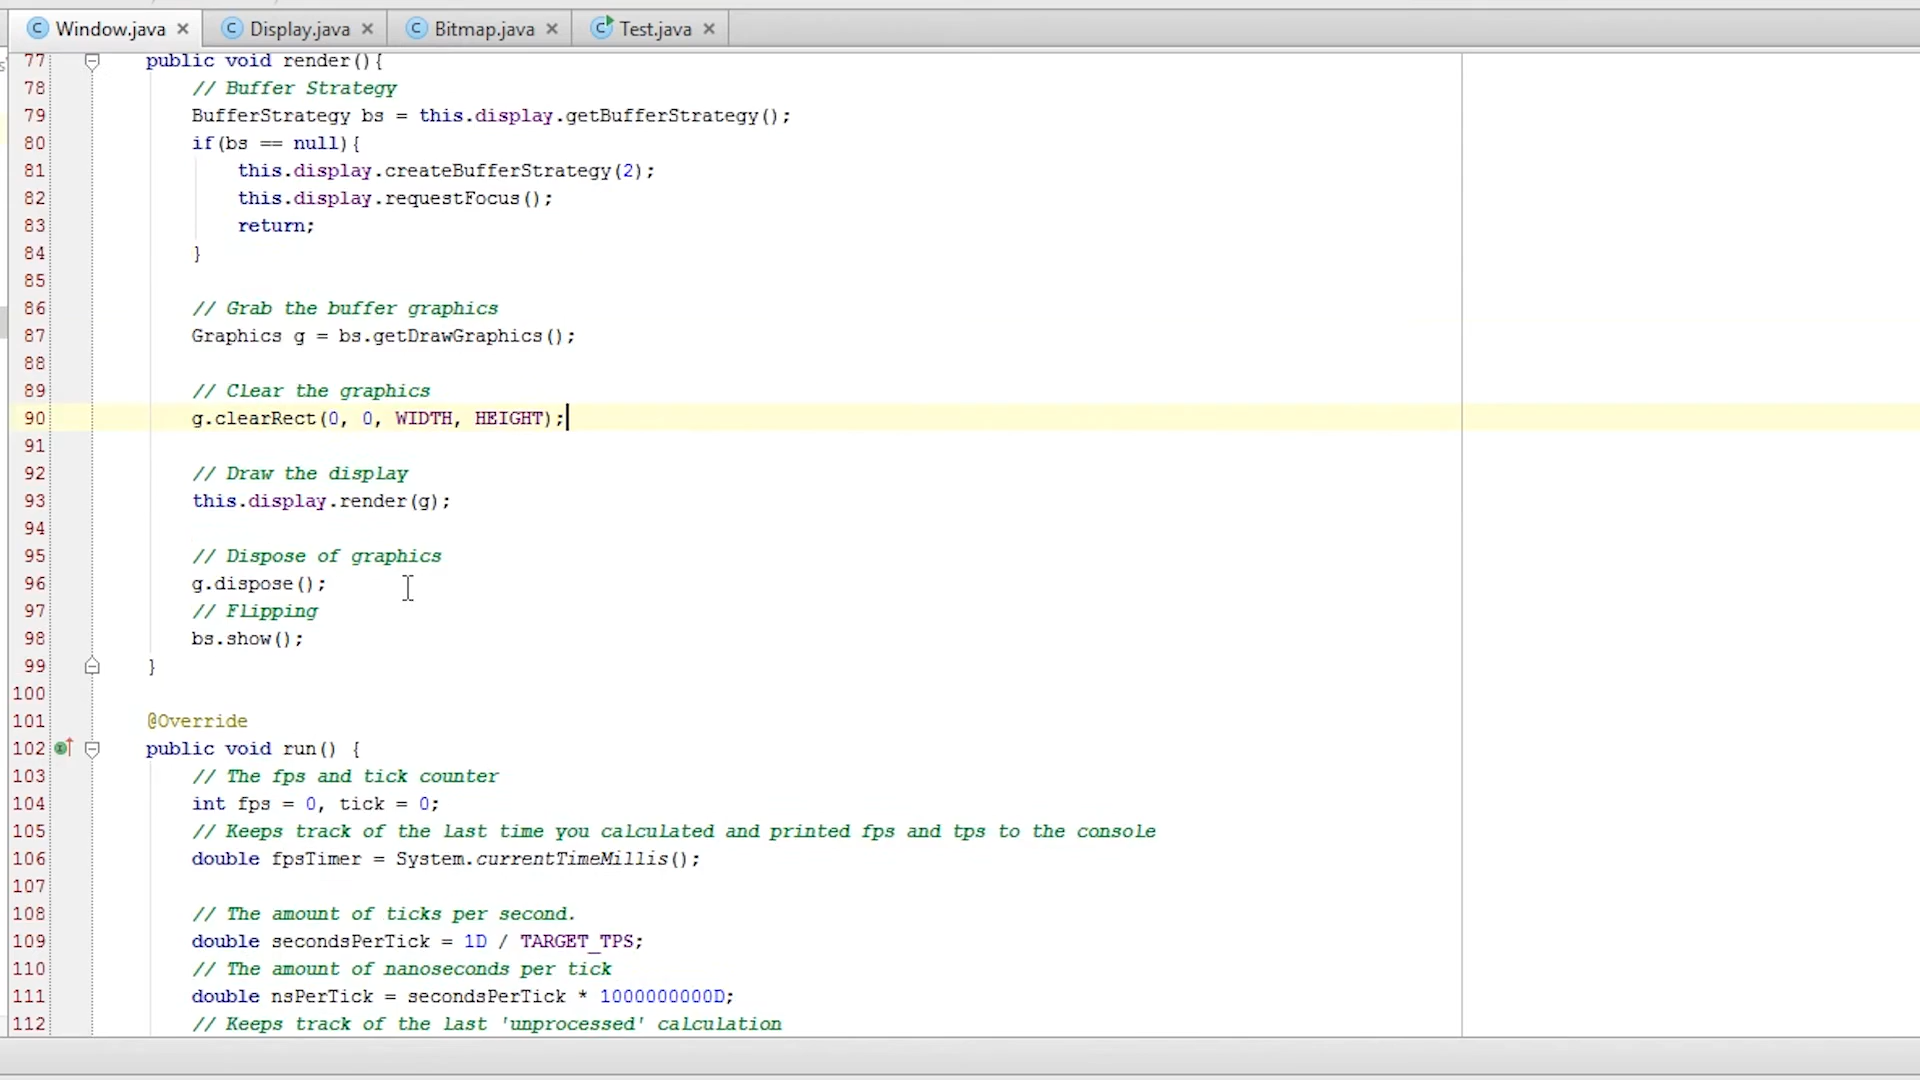 Window.java
Display.java
Bitmap.java
Test.java
77 public void render(){
78 // Buffer Strategy
79 BufferStrategy bs = this.display.getBufferStrategy();
80 if(bs == null){
81 this.display.createBufferStrategy(2);
82 this.display.requestFocus();
83 return;
84 }
85
86 // Grab the buffer graphics
87 Graphics g = bs.getDrawGraphics();
88
89 // Clear the graphics
90 g.clearRect(0, 0, WIDTH, HEIGHT);
91
92 // Draw the display
93 this.display.render(g);
94
95 // Dispose of graphics
96 g.dispose();
97 // Flipping
98 bs.show();
99 }
100
101 @Override
102 public void run() {
103 // The fps and tick counter
104 int fps = 0, tick = 0;
105 // Keeps track of the last time you calculated and printed fps and tps to the console
106 double fpsTimer = System.currentTimeMillis();
107
108 // The amount of ticks per second.
109 double secondsPerTick = 1D / TARGET_TPS;
110 // The amount of nanoseconds per tick
111 double nsPerTick = secondsPerTick * 1000000000D;
112 // Keeps track of the last 'unprocessed' calculation